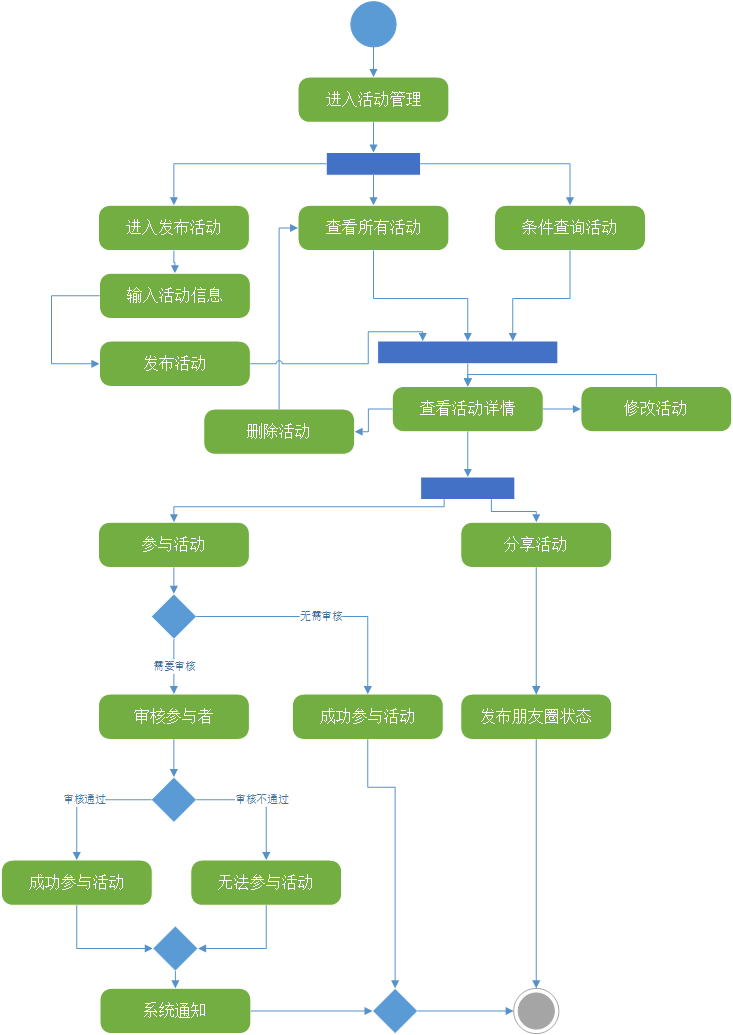 进入活动管理
进入发布活动
查看所有活动
条件查询活动
输入活动信息
发布活动
查看活动详情
修改活动
删除活动
参与活动
分享活动
无需审核
需要审核
审核参与者
成功参与活动
发布朋友圈状态
审核通过
审核不通过
成功参与活动
无法参与活动
系统通知